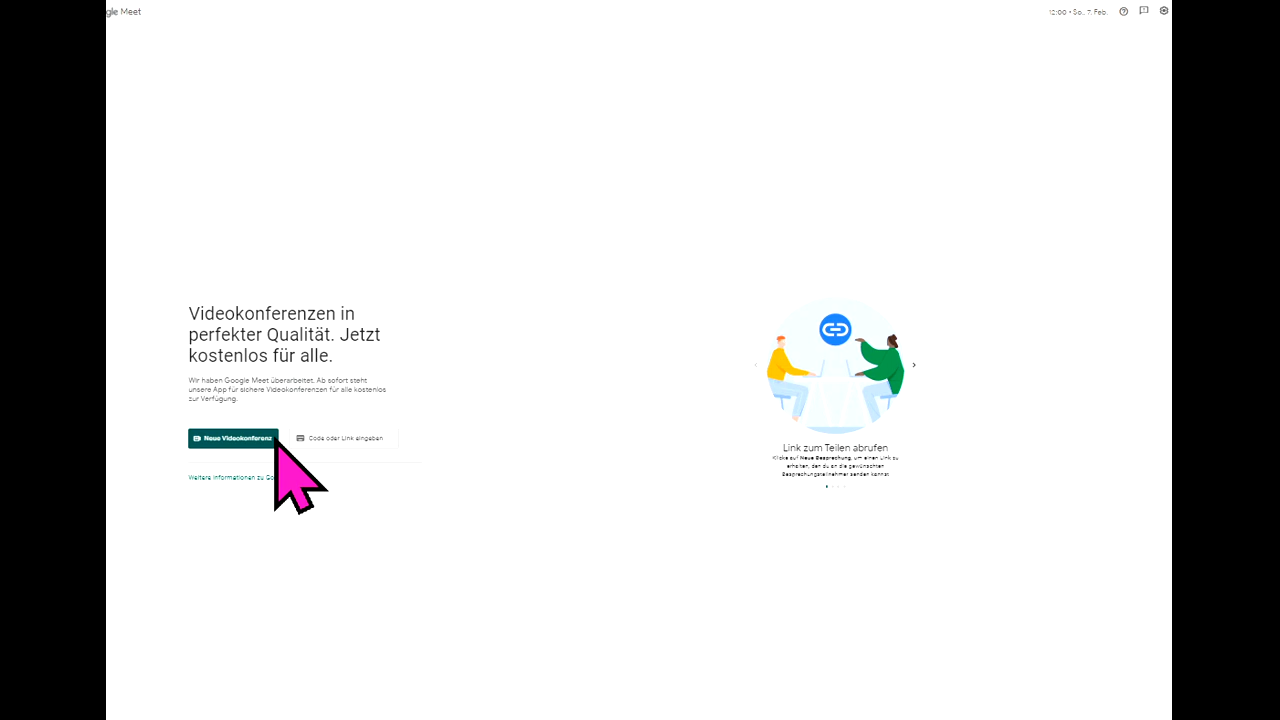 gle Meet
12:00 • So., 7. Feb.
Videokonferenzen in
perfekter Qualität. Jetzt
kostenlos für alle.
Wir haben Google Meet überarbeitet. Ab sofort steht
unsere App für sichere Videokonferenzen für alle kostenlos
zur Verfügung.
Neue Videokonferenz
Code oder Link eingeben
Weitere Informationen zu Go
Link zum Teilen abrufen
Klicke auf Neue Besprechung, um einen Link zu
erhalten, den du an die gewünschten
Besprechungsteilnehmer senden kannst